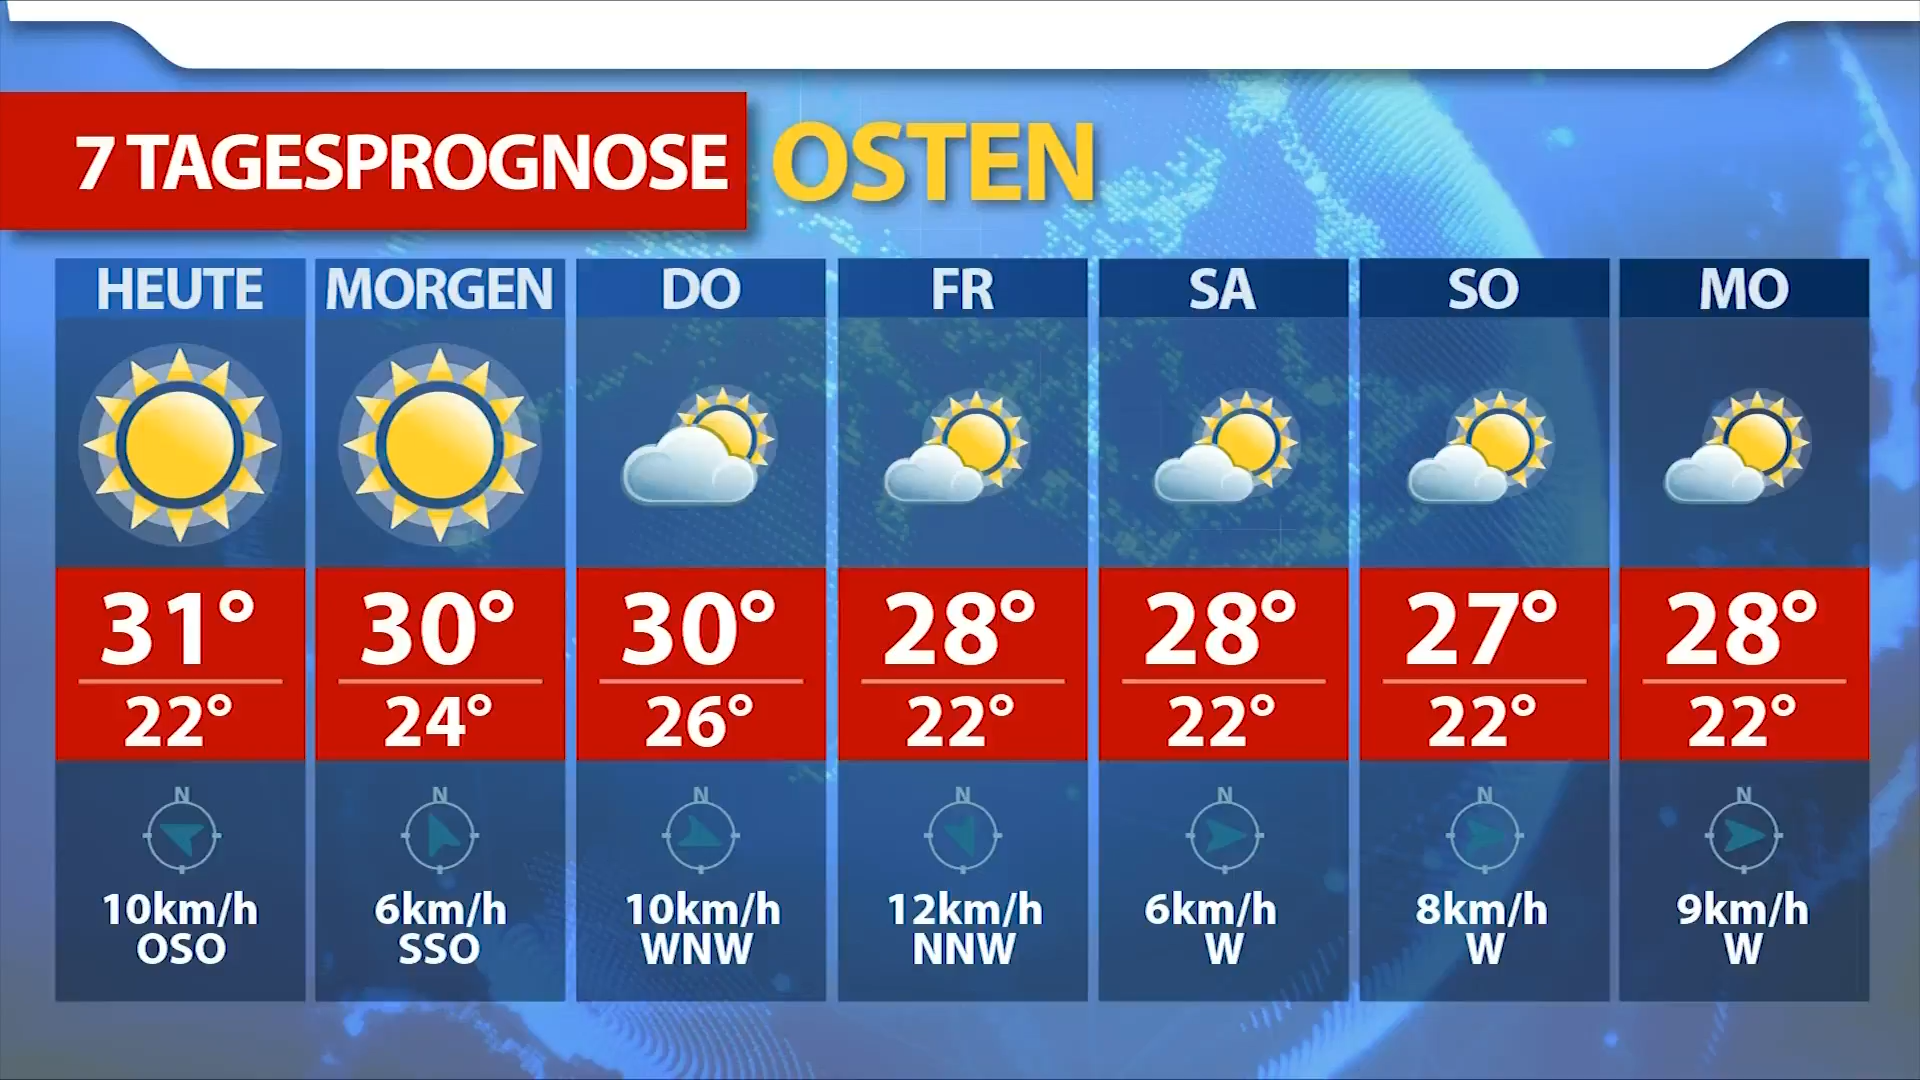 7 TAGESPROGNOSE OSTEN
HEUTE MORGEN DO FR SA SO MO
31° 30° 30° 28° 28° 27° 28°
22° 24° 26° 22° 22° 22° 22°
N N N N N N N
10km/h 6km/h 10km/h 12km/h 6km/h 8km/h 9km/h
OSO SSO WNW NNW W W W